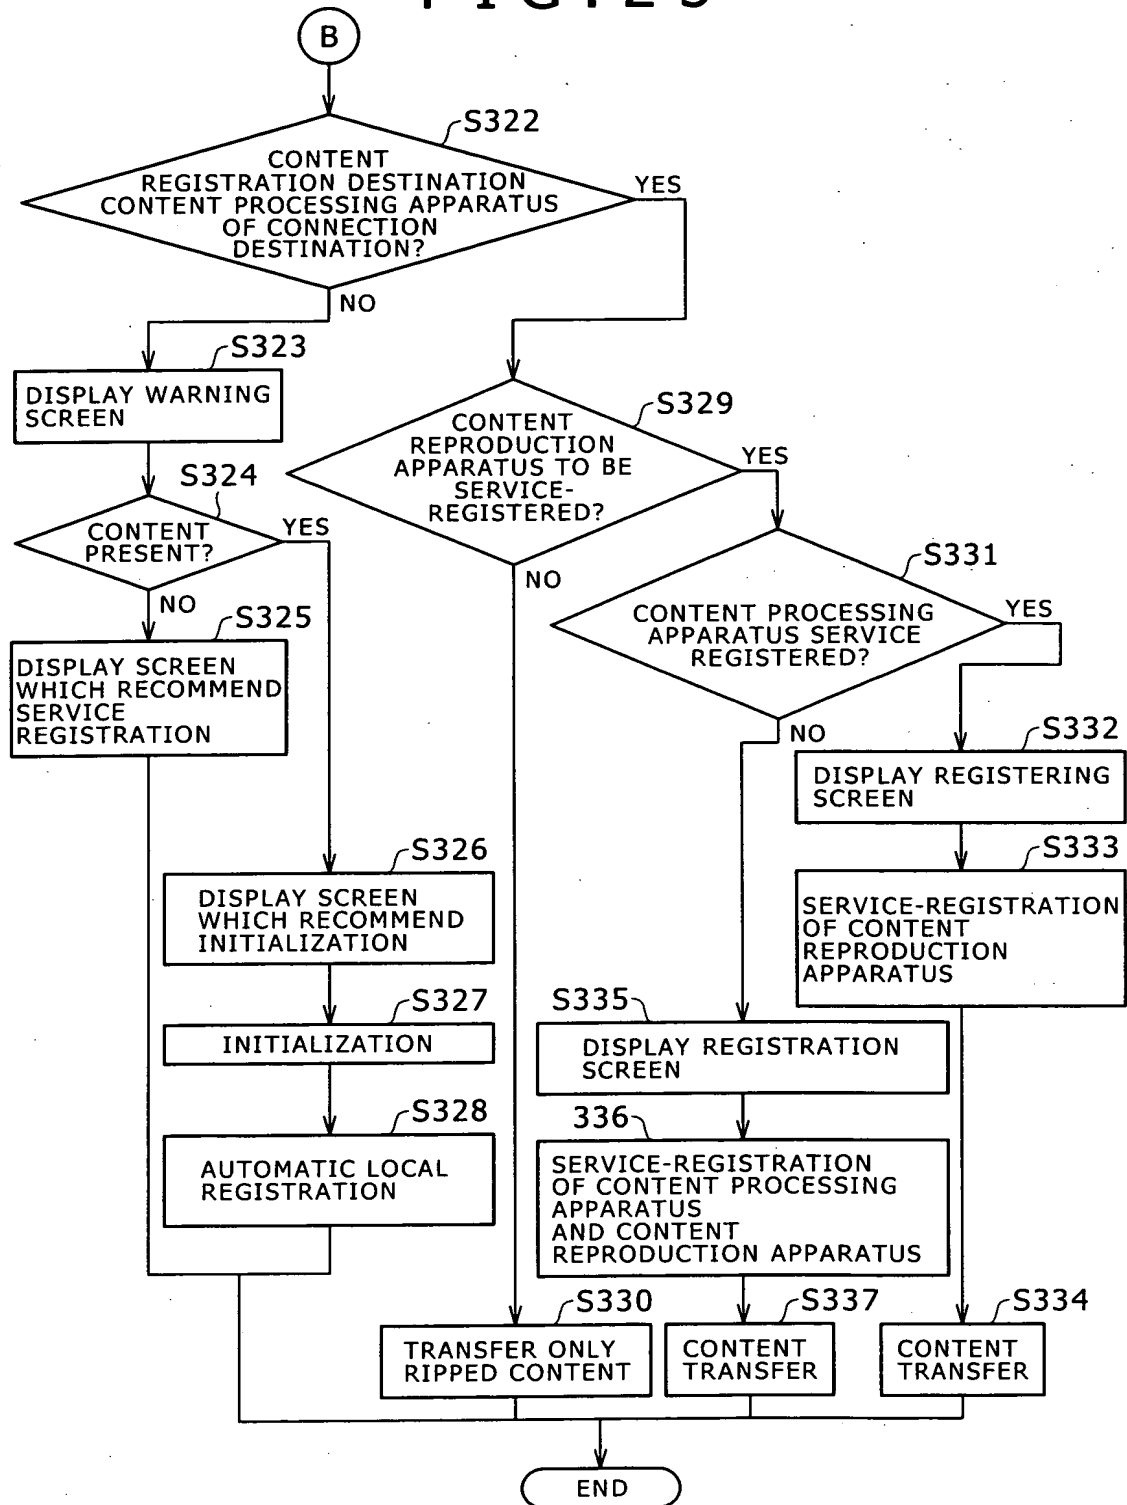 B
S322
CONTENT
REGISTRATION DESTINATION
CONTENT PROCESSING APPARATUS
OF CONNECTION
DESTINATION?
YES
NO
S323
DISPLAY WARNING
SCREEN
S324
CONTENT
PRESENT?
YES
NO
S325
DISPLAY SCREEN
WHICH RECOMMEND
SERVICE
REGISTRATION
S326
DISPLAY SCREEN
WHICH RECOMMEND
INITIALIZATION
S327
INITIALIZATION
S328
AUTOMATIC LOCAL
REGISTRATION
S329
CONTENT
REPRODUCTION
APPARATUS TO BE
SERVICE-
REGISTERED?
YES
NO
S330
TRANSFER ONLY
RIPPED CONTENT
S331
CONTENT PROCESSING
APPARATUS SERVICE
REGISTERED?
YES
NO
S332
DISPLAY REGISTERING
SCREEN
S333
SERVICE-REGISTRATION
OF CONTENT
REPRODUCTION
APPARATUS
S335
DISPLAY REGISTRATION
SCREEN
336
SERVICE-REGISTRATION
OF CONTENT PROCESSING
APPARATUS
AND CONTENT
REPRODUCTION APPARATUS
S337
CONTENT
TRANSFER
S334
CONTENT
TRANSFER
END